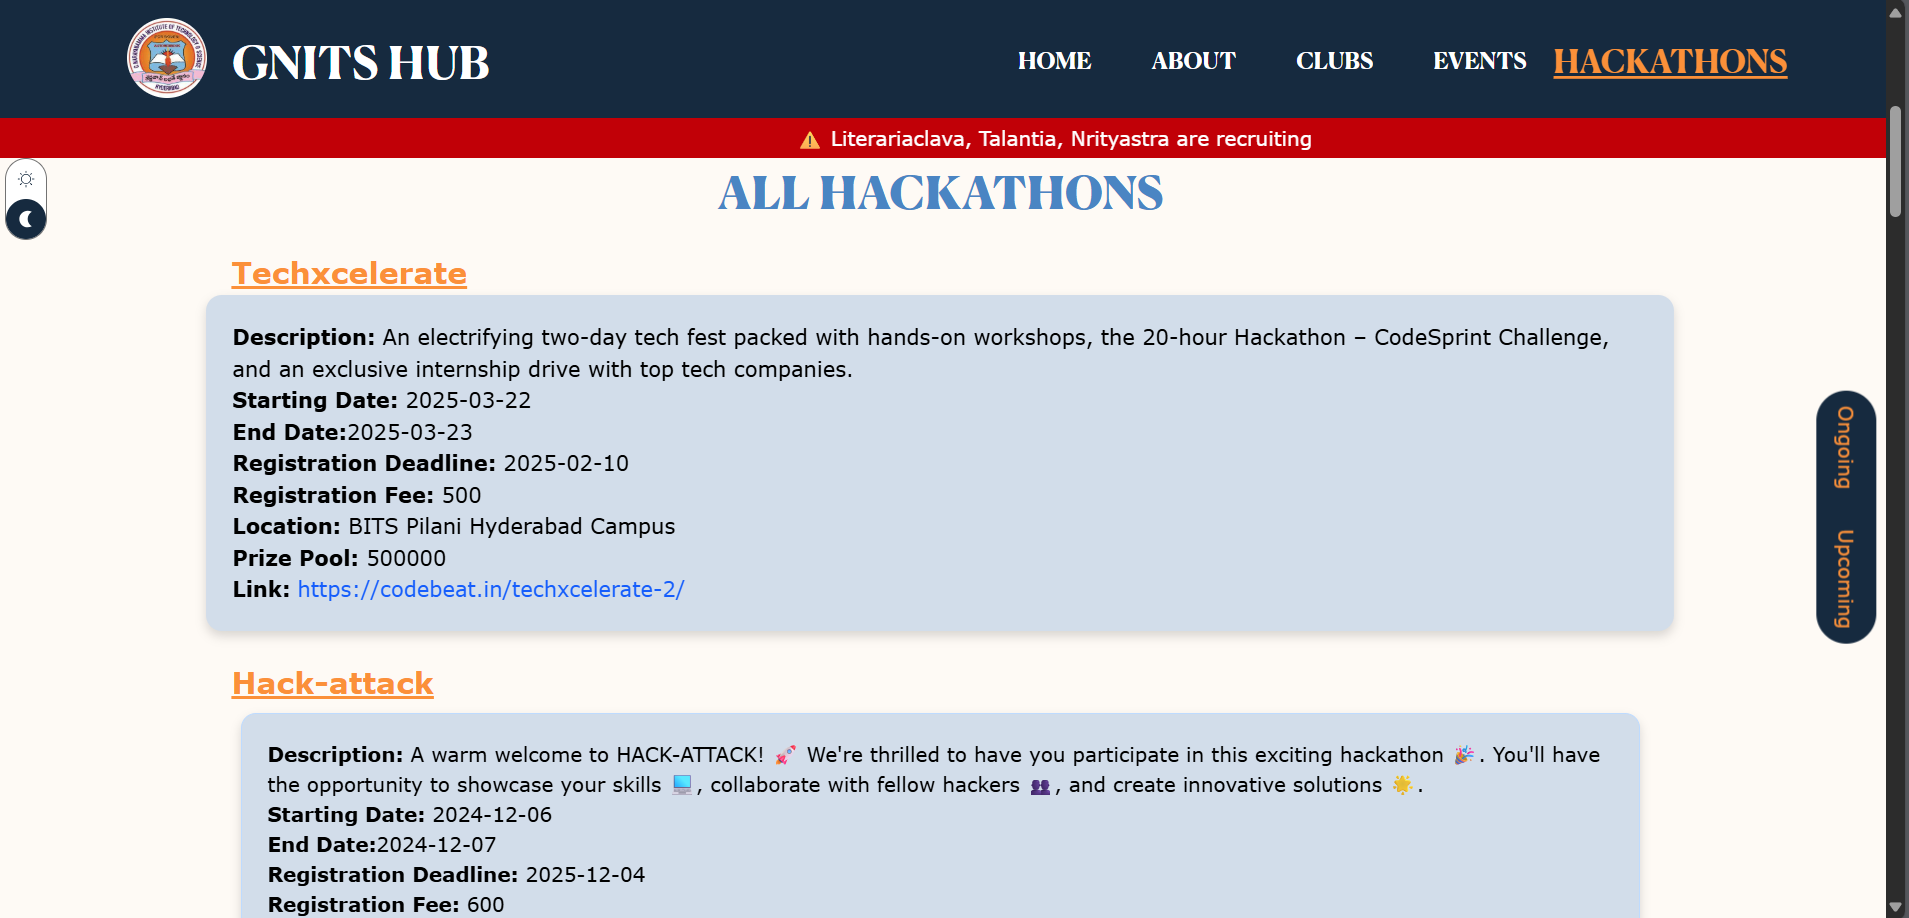 GNITS HUB
HOME
ABOUT
CLUBS
EVENTS
HACKATHONS
⚠ Literariaclava, Talantia, Nrityastra are recruiting
ALL HACKATHONS
Techxcelerate
Description: An electrifying two-day tech fest packed with hands-on workshops, the 20-hour Hackathon – CodeSprint Challenge,
and an exclusive internship drive with top tech companies.
Starting Date: 2025-03-22
End Date:2025-03-23
Registration Deadline: 2025-02-10
Registration Fee: 500
Location: BITS Pilani Hyderabad Campus
Prize Pool: 500000
Link: https://codebeat.in/techxcelerate-2/
Ongoing
Upcoming
Hack-attack
Description: A warm welcome to HACK-ATTACK! 🚀 We're thrilled to have you participate in this exciting hackathon 🎉. You'll have
the opportunity to showcase your skills 💻, collaborate with fellow hackers 👥, and create innovative solutions 🌟.
Starting Date: 2024-12-06
End Date:2024-12-07
Registration Deadline: 2025-12-04
Registration Fee: 600